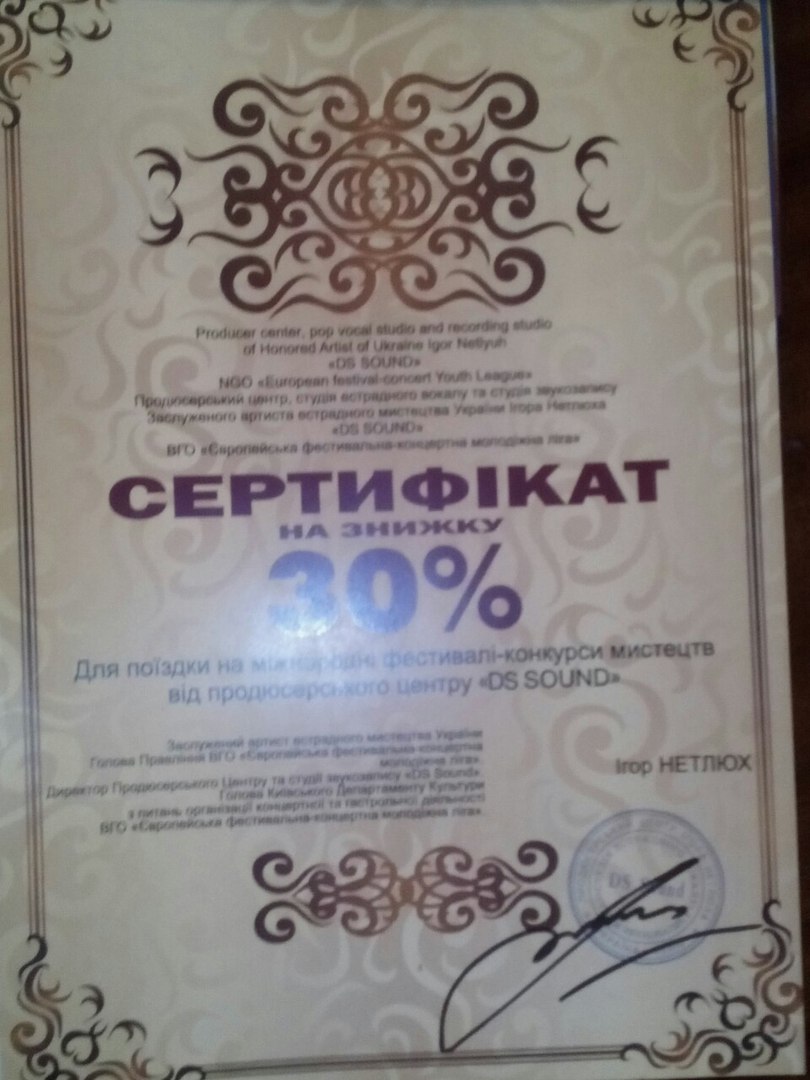 Producer center, pop vocal studio and recording studio
of Honored Artist of Ukraine Igor Netlyuh
«DS SOUND»
NGO «European festival-concert Youth League»
Продюсерський центр, студія естрадного вокалу та студія звукозапису
Заслуженого артиста естрадного мистецтва України Ігора Нетлюха
«DS SOUND»
ВГО «Європейська фестивальна-концертна молодіжна ліга»
СЕРТИФІКАТ
НА ЗНИЖКУ
30%
Для поїздки на міжнародні фестивалі-конкурси мистецтв
від продюсерського центру «DS SOUND»
Заслужений артист естрадного мистецтва України
Голова Правління ВГО «Європейська фестивальна-концертна
молодіжна ліга»
Директор Продюсерського Центру та студії звукозапису «DS Sound»
Голова Київського Департаменту Культури
з питань організації концертної та гастрольної діяльності
ВГО «Європейська фестивальна-концертна молодіжна ліга»
Ігор НЕТЛЮХ
DS Sound